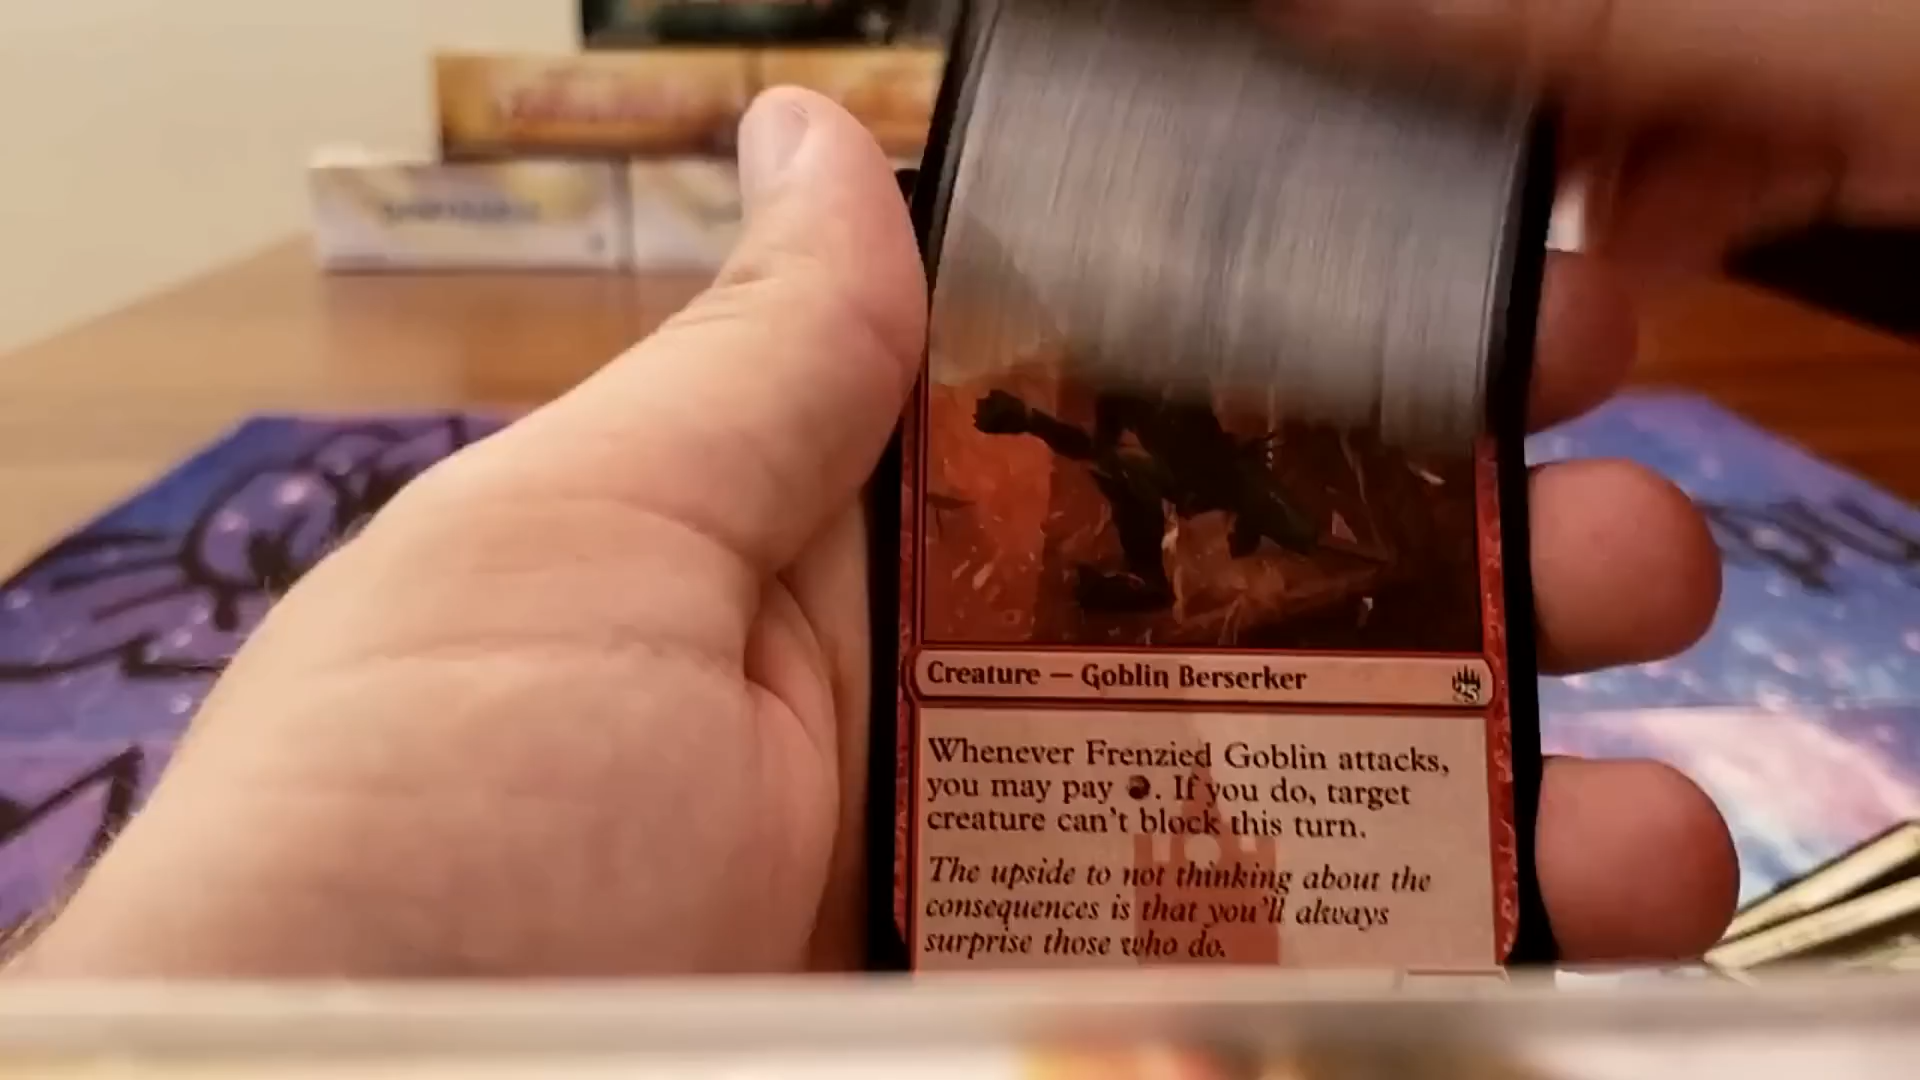 Creature — Goblin Berserker
25
Whenever Frenzied Goblin attacks,
you may pay . If you do, target
creature can't block this turn.
The upside to not thinking about the
consequences is that you'll always
surprise those who do.